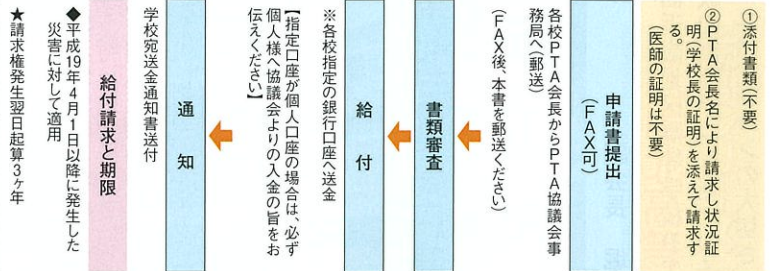 ①添付書類(不要)
②PTA会長名により請求し状況証
明(学校長の証明)を添えて請求す
る。
(医師の証明は不要)
申請書提出
(FAX可)
各校PTA会長からPTA協議会事
務局へ(郵送)
(FAX後、本書を郵送ください)
書類審査
給付
※各校指定の銀行口座へ送金
【指定口座が個人口座の場合は、必ず
個人様へ協議会よりの入金の旨をお
伝えください】
通知
学校宛送金通知書送付
給付請求と期限
◆平成19年4月1日以降に発生した
災害に対して適用
★請求権発生翌日起算3ヶ年